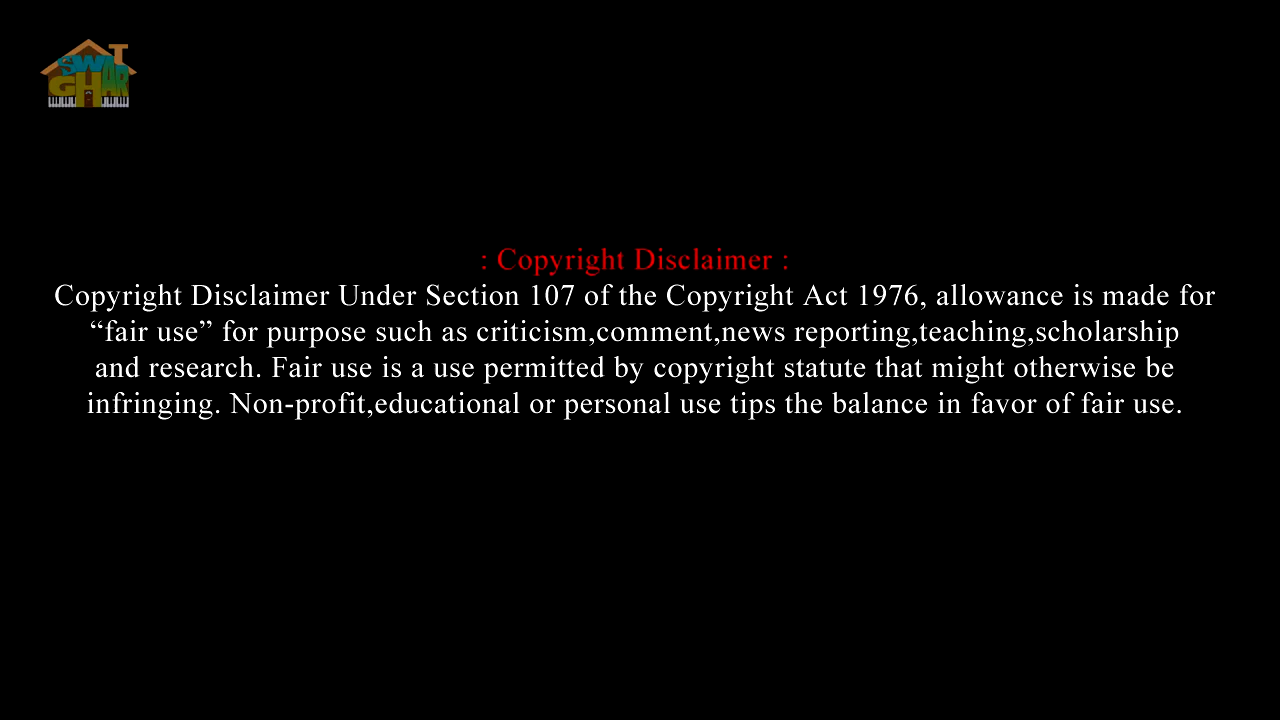 SWT
GHAR
: Copyright Disclaimer :
Copyright Disclaimer Under Section 107 of the Copyright Act 1976, allowance is made for
“fair use” for purpose such as criticism,comment,news reporting,teaching,scholarship
and research. Fair use is a use permitted by copyright statute that might otherwise be
infringing. Non-profit,educational or personal use tips the balance in favor of fair use.